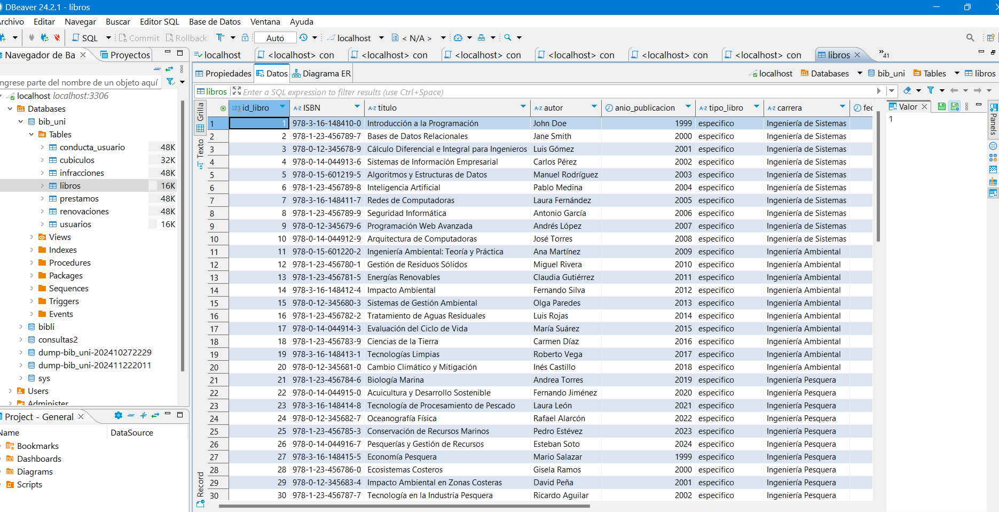 DBeaver 24.2.1 - libros
rchivo Editar Navegar Buscar Editor SQL Base de Datos Ventana Ayuda
SQL Commit Rollback Auto localhost < N/A >
Navegador de Ba Proyectos localhost <localhost> con <localhost> con <localhost> con <localhost> con <localhost> con <localhost> con libros »41
Propiedades Datos Diagrama ER localhost Databases bib_uni Tables libros
ngrese parte del nombre de un objeto aquí
libros Enter a SQL expression to filter results (use Ctrl+Space)
localhost localhost:3306
Databases
bib_uni
Tables
conducta_usuario 48K
cubiculos 32K
infracciones 48K
libros 16K
prestamos 48K
renovaciones 48K
usuarios 16K
Views
Indexes
Procedures
Packages
Sequences
Triggers
Events
bibli
consultas2
dump-bib_uni-202410272229
dump-bib_uni-202411222011
sys
Users
Administer
Project - General
Name DataSource
Bookmarks
Dashboards
Diagrams
Scripts
Grilla
Texto
Record
123 id_libro A-Z ISBN A-Z titulo A-Z autor anio_publicacion A-Z tipo_libro A-Z carrera fec
1 1 978-3-16-148410-0 Introducción a la Programación John Doe 1999 especifico Ingeniería de Sistemas
2 2 978-1-23-456789-7 Bases de Datos Relacionales Jane Smith 2000 especifico Ingeniería de Sistemas
3 3 978-0-12-345678-9 Cálculo Diferencial e Integral para Ingenieros Luis Gómez 2001 especifico Ingeniería de Sistemas
4 4 978-0-14-044913-6 Sistemas de Información Empresarial Carlos Pérez 2002 especifico Ingeniería de Sistemas
5 5 978-0-15-601219-5 Algoritmos y Estructuras de Datos Manuel Rodríguez 2003 especifico Ingeniería de Sistemas
6 6 978-1-23-456789-8 Inteligencia Artificial Pablo Medina 2004 especifico Ingeniería de Sistemas
7 7 978-3-16-148411-7 Redes de Computadoras Laura Fernández 2005 especifico Ingeniería de Sistemas
8 8 978-1-23-456789-9 Seguridad Informática Antonio García 2006 especifico Ingeniería de Sistemas
9 9 978-0-12-345679-6 Programación Web Avanzada Andrés López 2007 especifico Ingeniería de Sistemas
10 10 978-0-14-044912-9 Arquitectura de Computadoras José Torres 2008 especifico Ingeniería de Sistemas
11 11 978-0-15-601220-2 Ingeniería Ambiental: Teoría y Práctica Ana Martínez 2009 especifico Ingeniería Ambiental
12 12 978-1-23-456780-1 Gestión de Residuos Sólidos Miguel Rivera 2010 especifico Ingeniería Ambiental
13 13 978-1-23-456781-5 Energías Renovables Claudia Gutiérrez 2011 especifico Ingeniería Ambiental
14 14 978-3-16-148412-4 Impacto Ambiental Fernando Silva 2012 especifico Ingeniería Ambiental
15 15 978-0-12-345680-3 Sistemas de Gestión Ambiental Olga Paredes 2013 especifico Ingeniería Ambiental
16 16 978-1-23-456782-2 Tratamiento de Aguas Residuales Luis Rojas 2014 especifico Ingeniería Ambiental
17 17 978-0-14-044914-3 Evaluación del Ciclo de Vida María Suárez 2015 especifico Ingeniería Ambiental
18 18 978-1-23-456783-9 Ciencias de la Tierra Carmen Díaz 2016 especifico Ingeniería Ambiental
19 19 978-3-16-148413-1 Tecnologías Limpias Roberto Vega 2017 especifico Ingeniería Ambiental
20 20 978-0-12-345681-0 Cambio Climático y Mitigación Inés Castillo 2018 especifico Ingeniería Ambiental
21 21 978-1-23-456784-6 Biología Marina Andrea Torres 2019 especifico Ingeniería Pesquera
22 22 978-0-14-044915-0 Acuicultura y Desarrollo Sostenible Fernando Jiménez 2020 especifico Ingeniería Pesquera
23 23 978-3-16-148414-8 Tecnología de Procesamiento de Pescado Laura León 2021 especifico Ingeniería Pesquera
24 24 978-0-12-345682-7 Oceanografía Física Rafael Alarcón 2022 especifico Ingeniería Pesquera
25 25 978-1-23-456785-3 Conservación de Recursos Marinos Pedro Estévez 2023 especifico Ingeniería Pesquera
26 26 978-0-14-044916-7 Pesquerías y Gestión de Recursos Esteban Soto 2024 especifico Ingeniería Pesquera
27 27 978-3-16-148415-5 Economía Pesquera Mario Salazar 1999 especifico Ingeniería Pesquera
28 28 978-1-23-456786-0 Ecosistemas Costeros Gisela Ramos 2000 especifico Ingeniería Pesquera
29 29 978-0-12-345683-4 Impacto Ambiental en Zonas Costeras David Peña 2001 especifico Ingeniería Pesquera
30 30 978-1-23-456787-7 Tecnología en la Industria Pesquera Ricardo Aguilar 2002 especifico Ingeniería Pesquera
Valor
1
Panels